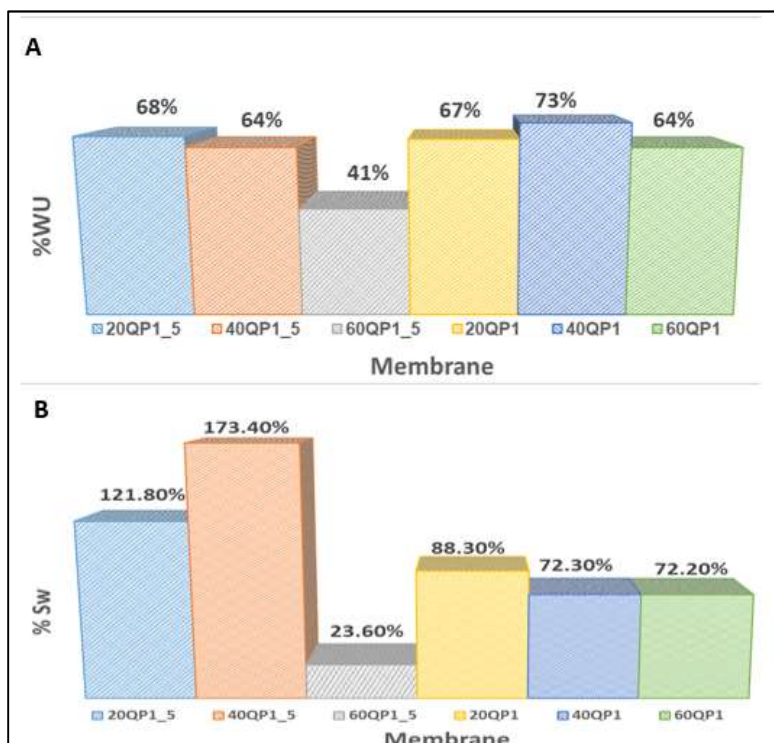 A
68% 64% 41% 67% 73% 64%
%WU
20QP1_5 40QP1_5 60QP1_5 20QP1 40QP1 60QP1
Membrane
B
121.80% 173.40% 23.60% 88.30% 72.30% 72.20%
% Sw
20QP1_5 40QP1_5 60QP1_5 20QP1 40QP1 60QP1
Membrane